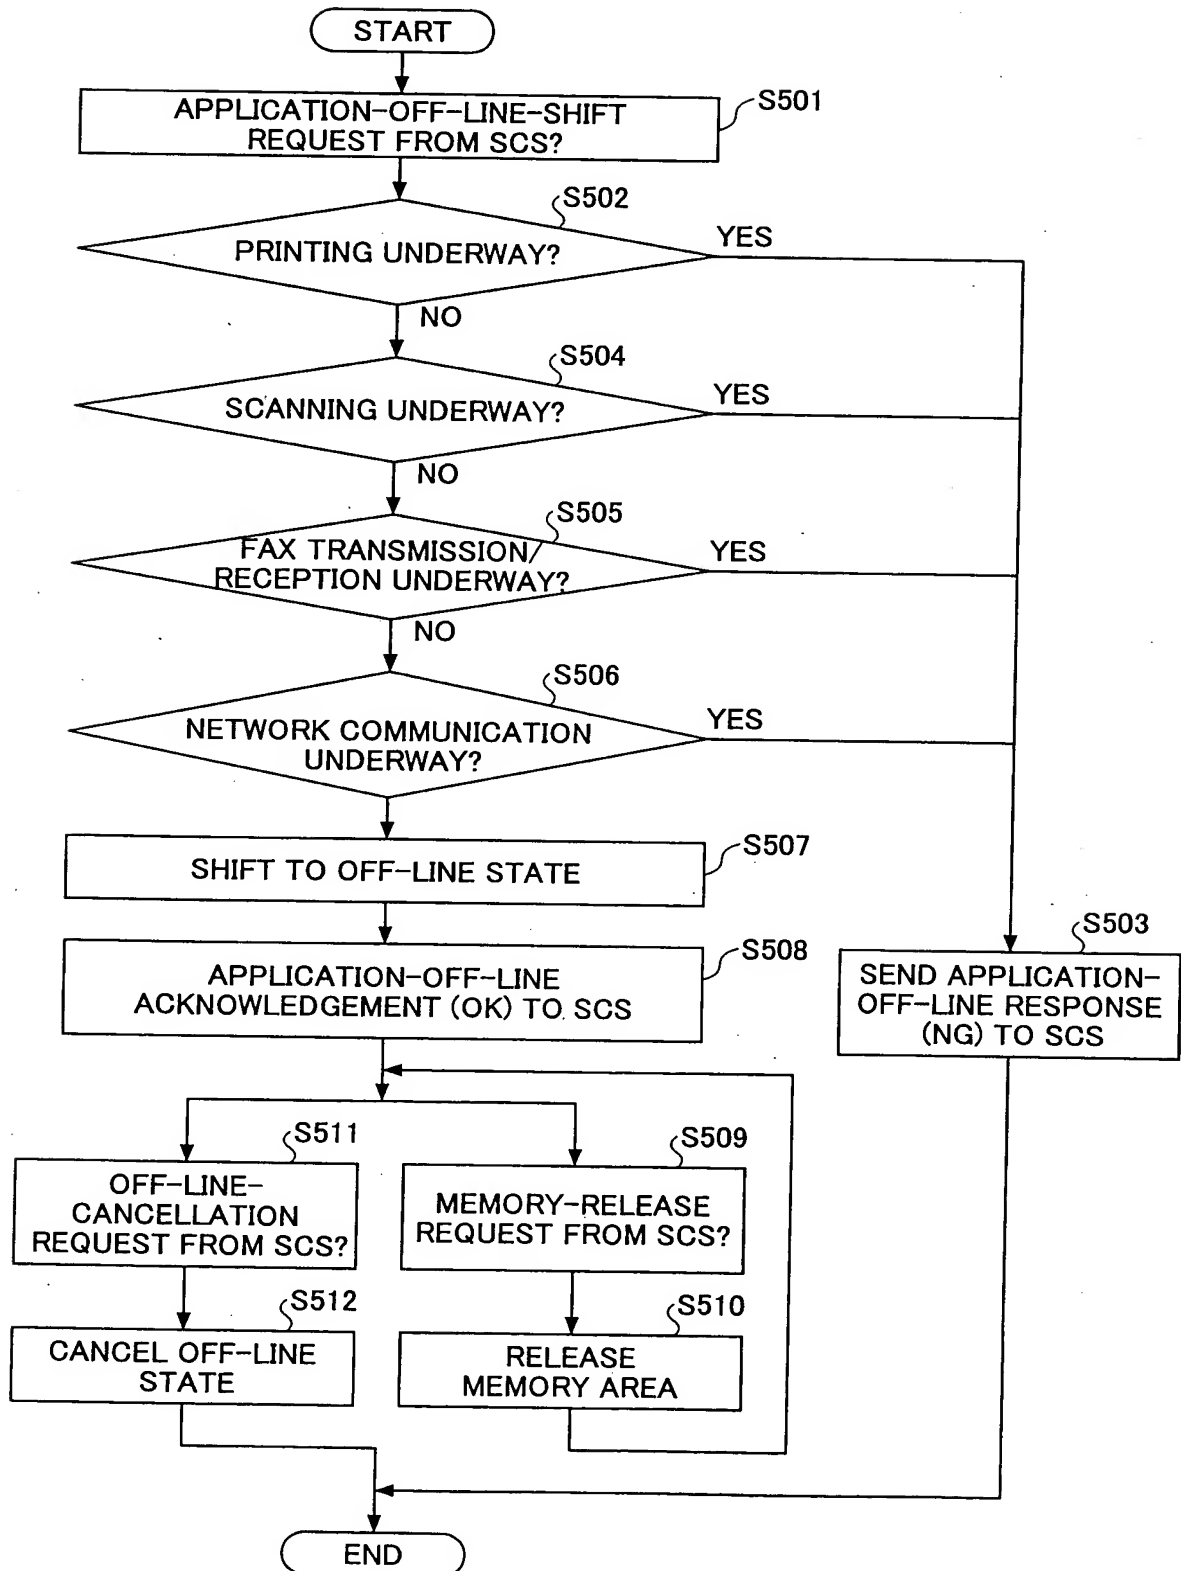 START
APPLICATION-OFF-LINE-SHIFT
REQUEST FROM SCS?
S501
S502
PRINTING UNDERWAY?
YES
NO
S504
SCANNING UNDERWAY?
YES
NO
S505
FAX TRANSMISSION/
RECEPTION UNDERWAY?
YES
NO
S506
NETWORK COMMUNICATION
UNDERWAY?
YES
SHIFT TO OFF-LINE STATE
S507
APPLICATION-OFF-LINE
ACKNOWLEDGEMENT (OK) TO SCS
S508
S503
SEND APPLICATION-
OFF-LINE RESPONSE
(NG) TO SCS
S511
OFF-LINE-
CANCELLATION
REQUEST FROM SCS?
S509
MEMORY-RELEASE
REQUEST FROM SCS?
S512
CANCEL OFF-LINE
STATE
S510
RELEASE
MEMORY AREA
END